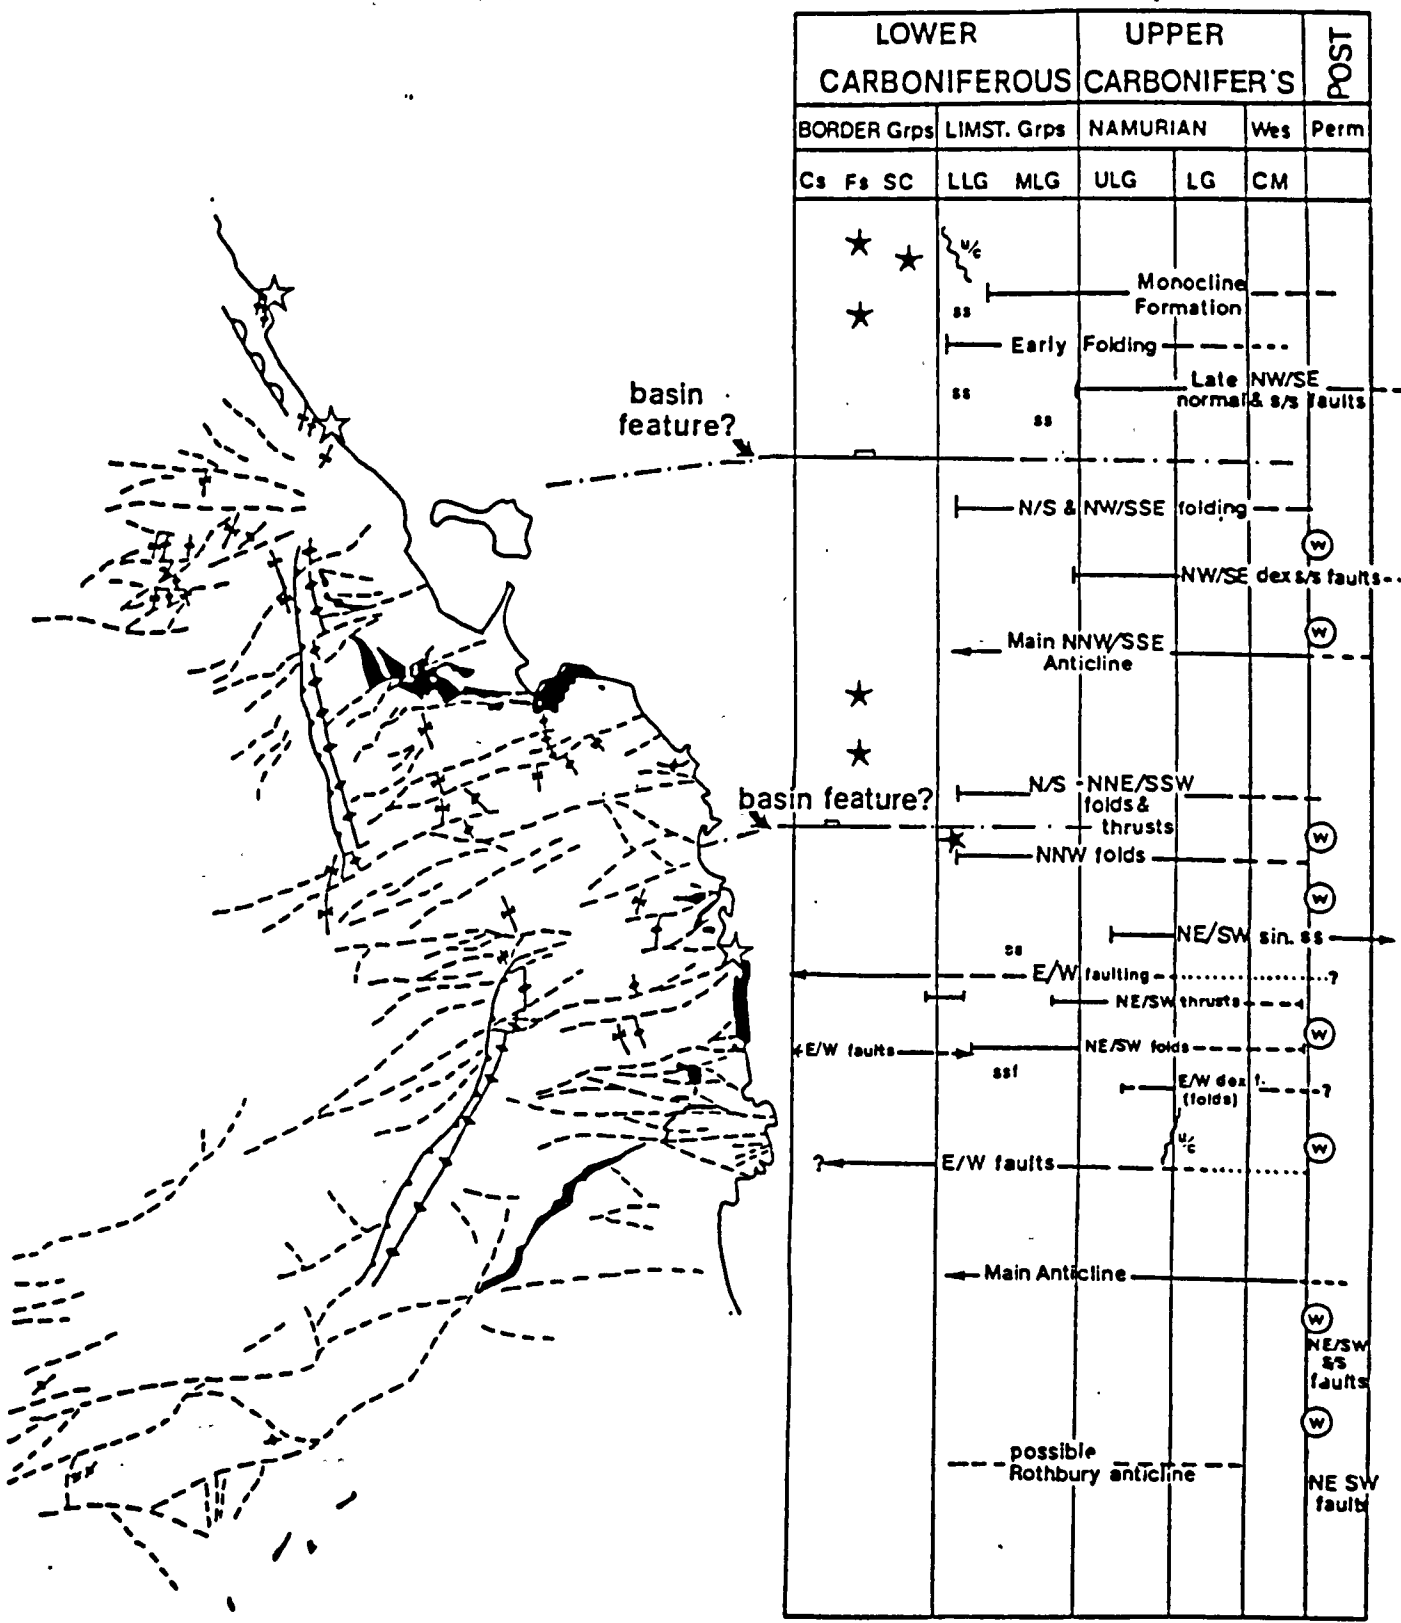 LOWER
CARBONIFEROUS
UPPER
CARBONIFER'S
POST
BORDER Grps
LIMST. Grps
NAMURIAN
Wes
Perm
Cs Fs SC
LLG MLG
ULG
LG
CM
u/c
Monocline
Formation
ss
Early Folding
Late NW/SE
normal & s/s faults
ss
ss
basin
feature?
N/S & NW/SSE folding
W
NW/SE dex s/s faults
W
Main NNW/SSE
Anticline
N/S - NNE/SSW
folds &
thrusts
basin feature?
W
NNW folds
W
NE/SW sin. ss
ss
E/W faulting ?
NE/SW thrusts
W
E/W faults
NE/SW folds
ssf
E/W dex f.
(folds)
?
u/c
W
? E/W faults
Main Anticline
W
NE/SW
s/s
faults
W
possible
Rothbury anticline
NE SW
faults